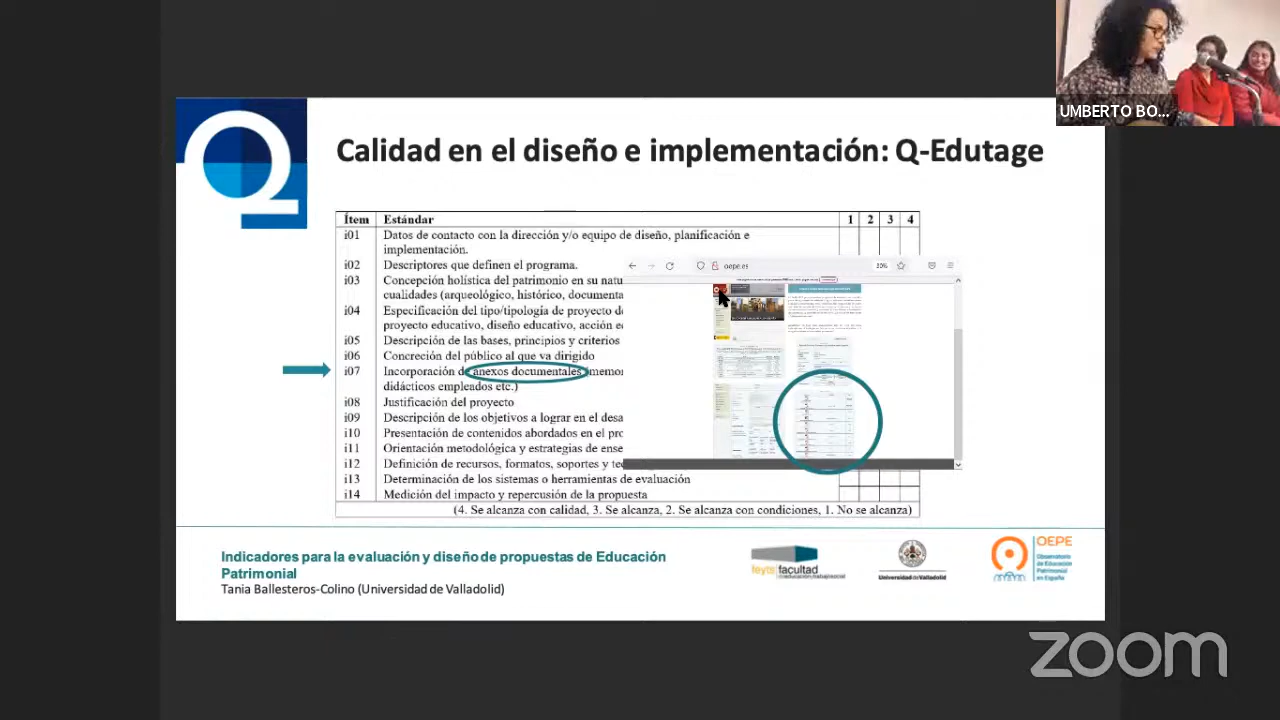 UMBERTO BO...
Calidad en el diseño e implementación: Q-Edutage
Ítem Estándar 1 2 3 4
i01 Datos de contacto con la dirección y/o equipo de diseño, planificación e
implementación.
i02 Descriptores que definen el programa.
i03 Concepción holística del patrimonio en su natu
cualidades (arqueológico, histórico, documenta
i04 Especificación del tipo/tipología de proyecto de
proyecto educativo, diseño educativo, acción ed
i05 Descripción de las bases, principios y criterios
i06 Concreción del público al que va dirigido
i07 Incorporación de anexos documentales (memor
didácticos empleados etc.)
i08 Justificación del proyecto
i09 Descripción de los objetivos a lograr en el desa
i10 Presentación de contenidos abordados en el pro
i11 Orientación metodológica y estrategias de ense
i12 Definición de recursos, formatos, soportes y tec
i13 Determinación de los sistemas o herramientas de evaluación
i14 Medición del impacto y repercusión de la propuesta
(4. Se alcanza con calidad, 3. Se alcanza, 2. Se alcanza con condiciones, 1. No se alcanza)
oepe.es
30%
Indicadores para la evaluación y diseño de propuestas de Educación
Patrimonial
Tania Ballesteros-Colino (Universidad de Valladolid)
feyts facultad
de educación y trabajo social
Universidad de Valladolid
OEPE
Observatorio
de Educación
Patrimonial
en España
zoom